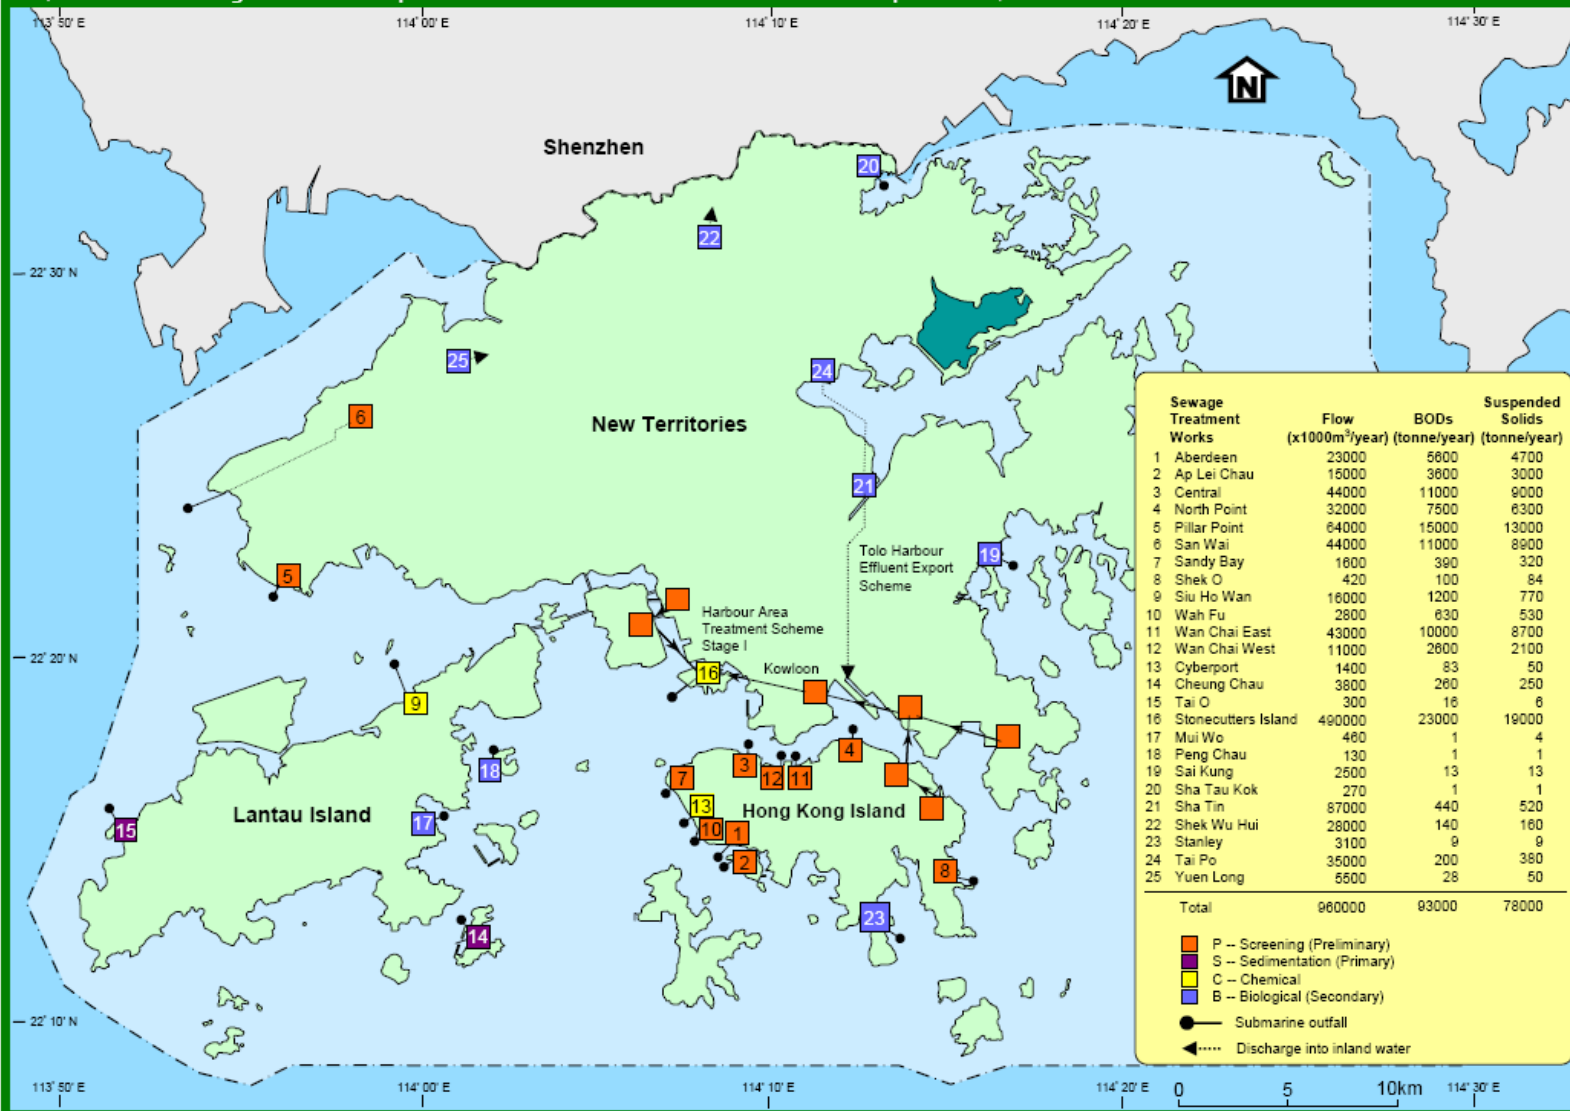 113° 50' E
114° 00' E
114° 10' E
114° 20' E
114° 30' E
N
Shenzhen
20
22
22° 30' N
25
24
6
New Territories
21
19
Tolo Harbour
Effluent Export
Scheme
5
Harbour Area
Treatment Scheme
Stage I
22° 20' N
16
Kowloon
9
4
3
18
7
12
11
13
Hong Kong Island
Lantau Island
15
17
10
1
2
8
23
14
22° 10' N
113° 50' E
114° 00' E
114° 10' E
114° 20' E
114° 30' E
0 5 10km
Sewage Treatment Works Flow (x1000m³/year) BODs (tonne/year) Suspended Solids (tonne/year)
1 Aberdeen 23000 5600 4700
2 Ap Lei Chau 15000 3600 3000
3 Central 44000 11000 9000
4 North Point 32000 7500 6300
5 Pillar Point 64000 15000 13000
6 San Wai 44000 11000 8900
7 Sandy Bay 1600 390 320
8 Shek O 420 100 84
9 Siu Ho Wan 16000 1200 770
10 Wah Fu 2800 630 530
11 Wan Chai East 43000 10000 8700
12 Wan Chai West 11000 2600 2100
13 Cyberport 1400 83 50
14 Cheung Chau 3800 260 250
15 Tai O 300 16 6
16 Stonecutters Island 490000 23000 19000
17 Mui Wo 460 1 4
18 Peng Chau 130 1 1
19 Sai Kung 2500 13 13
20 Sha Tau Kok 270 1 1
21 Sha Tin 87000 440 520
22 Shek Wu Hui 28000 140 160
23 Stanley 3100 9 9
24 Tai Po 35000 200 380
25 Yuen Long 5500 28 50
Total 960000 93000 78000
P -- Screening (Preliminary)
S -- Sedimentation (Primary)
C -- Chemical
B -- Biological (Secondary)
Submarine outfall
Discharge into inland water